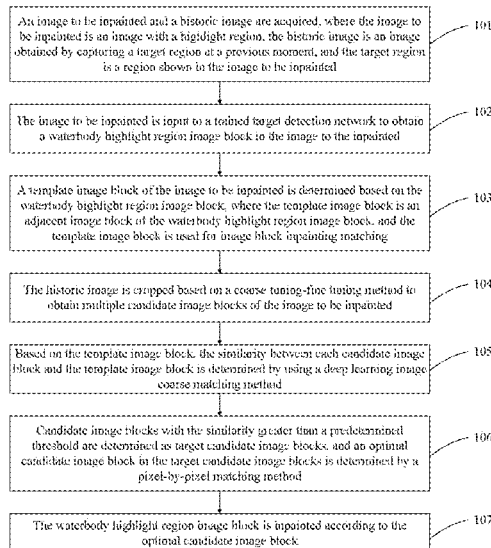 An image to be inpainted and a historic image are acquired, where the image to
be inpainted is an image with a highlight region, the historic image is an image
obtained by capturing a target region at a previous moment, and the target region
is a region shown in the image to be inpainted
101
The image to be inpainted is input to a trained target detection network to obtain
a waterbody highlight region image block in the image to the inpainted
102
A template image block of the image to be inpainted is determined based on the
waterbody highlight region image block, where the template image block is an
adjacent image block of the waterbody highlight region image block, and the
template image block is used for image block inpainting matching
103
The historic image is cropped based on a coarse tuning-fine tuning method to
obtain multiple candidate image blocks of the image to be inpainted
104
Based on the template image block, the similarity between each candidate image
block and the template image block is determined by using a deep learning image
coarse matching method
105
Candidate image blocks with the similarity greater than a predetermined
threshold are determined as target candidate image blocks, and an optimal
candidate image block in the target candidate image blocks is determined by a
pixel-by-pixel matching method
106
The waterbody highlight region image block is inpainted according to the
optimal candidate image block
107